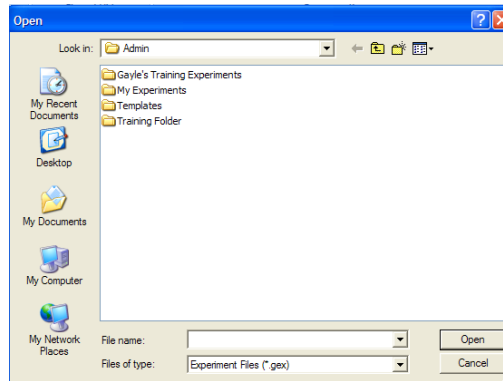 Open
Look in:
Admin
Gayle's Training Experiments
My Experiments
Templates
Training Folder
My Recent
Documents
Desktop
My Documents
My Computer
My Network
Places
File name:
Open
Files of type:
Experiment Files (*.gex)
Cancel